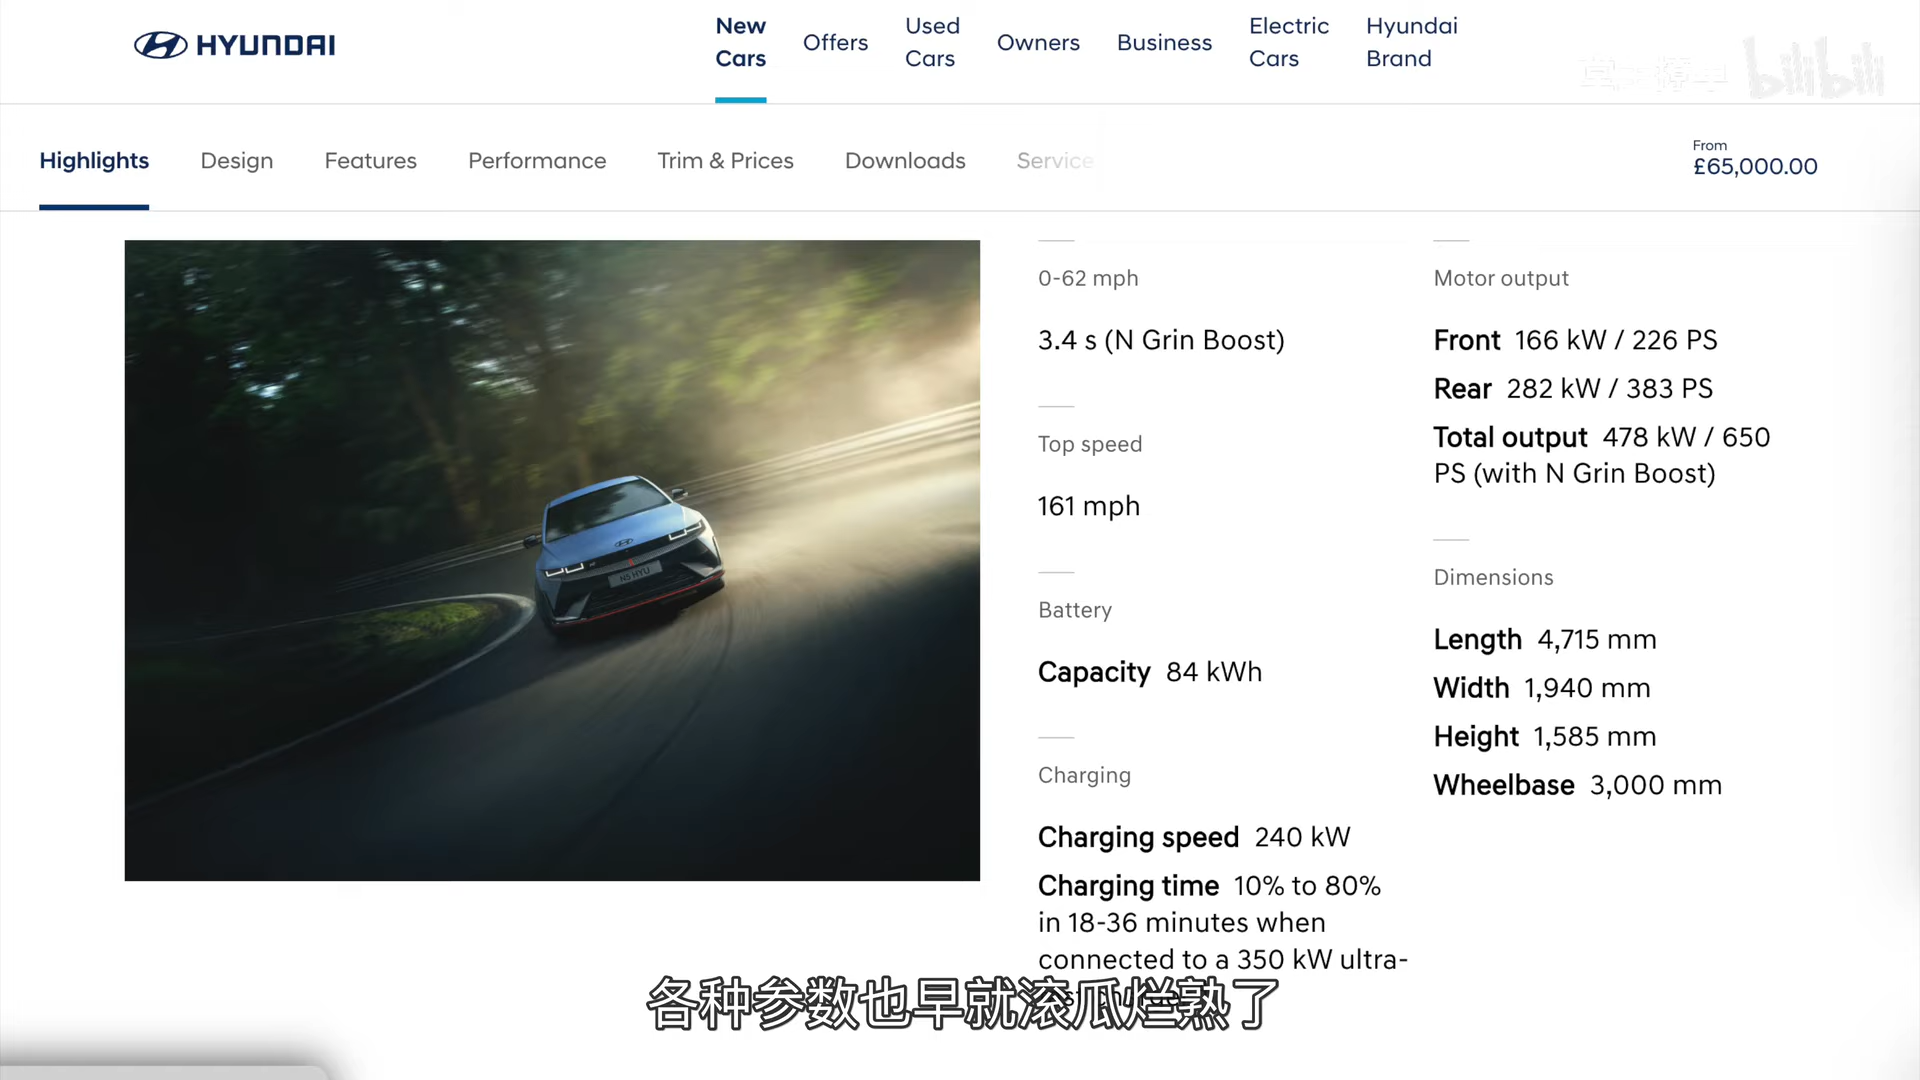 HYUNDAI
New Cars
Offers
Used Cars
Owners
Business
Electric Cars
Hyundai Brand
bilibili
Highlights
Design
Features
Performance
Trim & Prices
Downloads
Service
From
£65,000.00
0-62 mph
3.4 s (N Grin Boost)
Top speed
161 mph
Battery
Capacity 84 kWh
Charging
Charging speed 240 kW
Charging time 10% to 80%
in 18-36 minutes when
connected to a 350 kW ultra-
Motor output
Front 166 kW / 226 PS
Rear 282 kW / 383 PS
Total output 478 kW / 650
PS (with N Grin Boost)
Dimensions
Length 4,715 mm
Width 1,940 mm
Height 1,585 mm
Wheelbase 3,000 mm
N5 HYU
各种参数也早就滚瓜烂熟了